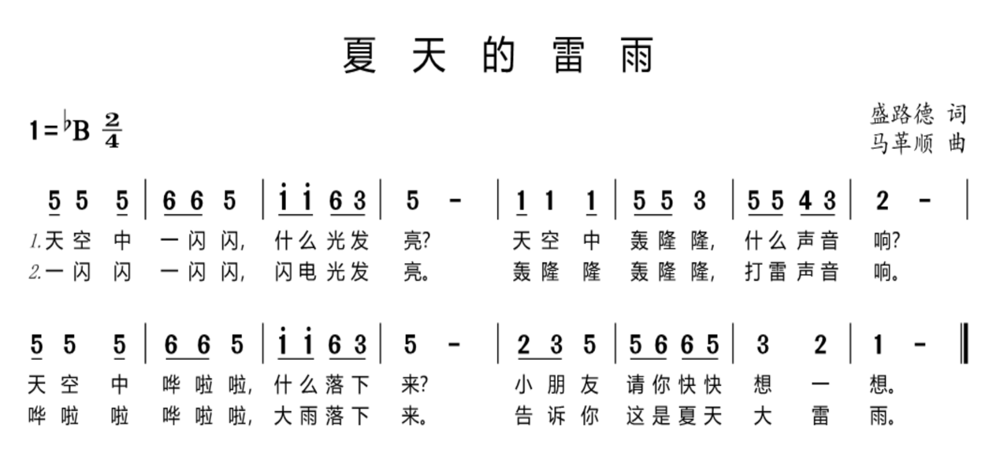 夏天的雷雨
1=♭B 2/4
盛路德 词
马革顺 曲
5 5 5 | 6 6 5 | i i 6 3 | 5 - | 1 1 1 | 5 5 3 | 5 5 4 3 | 2 - |
1.天空中 一闪闪, 什么光发 亮? 天空中 轰隆隆, 什么声音 响?
2.一闪闪 一闪闪, 闪电光发 亮。 轰隆隆 轰隆隆, 打雷声音 响。
5 5 5 | 6 6 5 | i i 6 3 | 5 - | 2 3 5 | 5 6 6 5 | 3 2 | 1 - ‖
天空中 哗啦啦, 什么落下 来? 小朋友 请你快快 想一 想。
哗啦啦 哗啦啦, 大雨落下 来。 告诉你 这是夏天 大雷 雨。